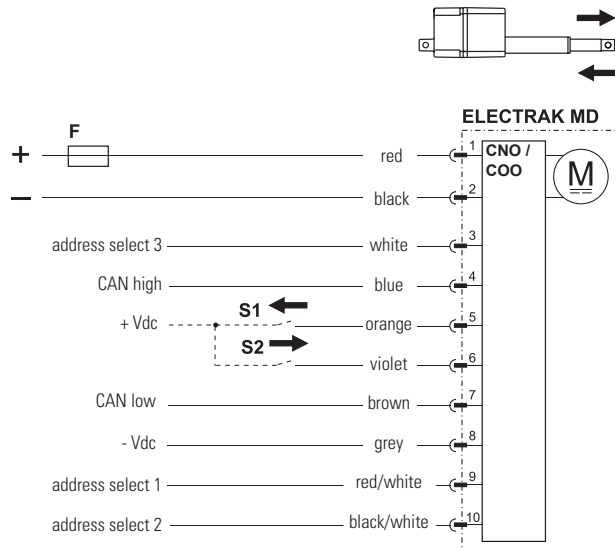 ELECTRAK MD
F
+ red 1 CNO / COO M
– black 2
address select 3 white 3
CAN high blue 4
S1
+ Vdc orange 5
S2
violet 6
CAN low brown 7
- Vdc grey 8
address select 1 red/white 9
address select 2 black/white 10